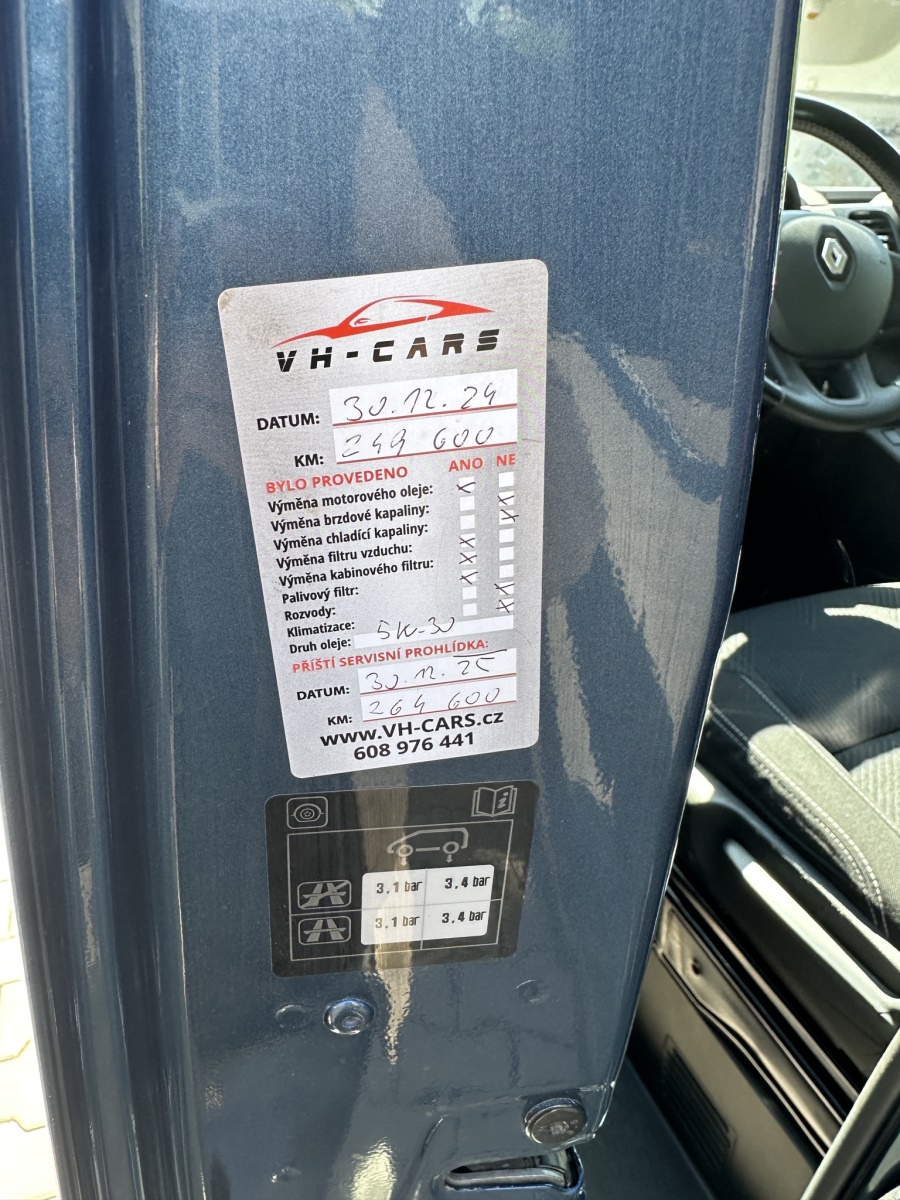 VH-CARS
DATUM: 30.12.24
KM: 249 600
BYLO PROVEDENO ANO NE
Výměna motorového oleje:
Výměna brzdové kapaliny:
Výměna chladící kapaliny:
Výměna filtru vzduchu:
Výměna kabinového filtru:
Palivový filtr:
Rozvody:
Klimatizace:
Druh oleje: 5W-30
PŘÍŠTÍ SERVISNÍ PROHLÍDKA:
DATUM: 30.12.25
KM: 264 600
www.VH-CARS.cz
608 976 441
3.1 bar 3.4 bar
3.1 bar 3.4 bar